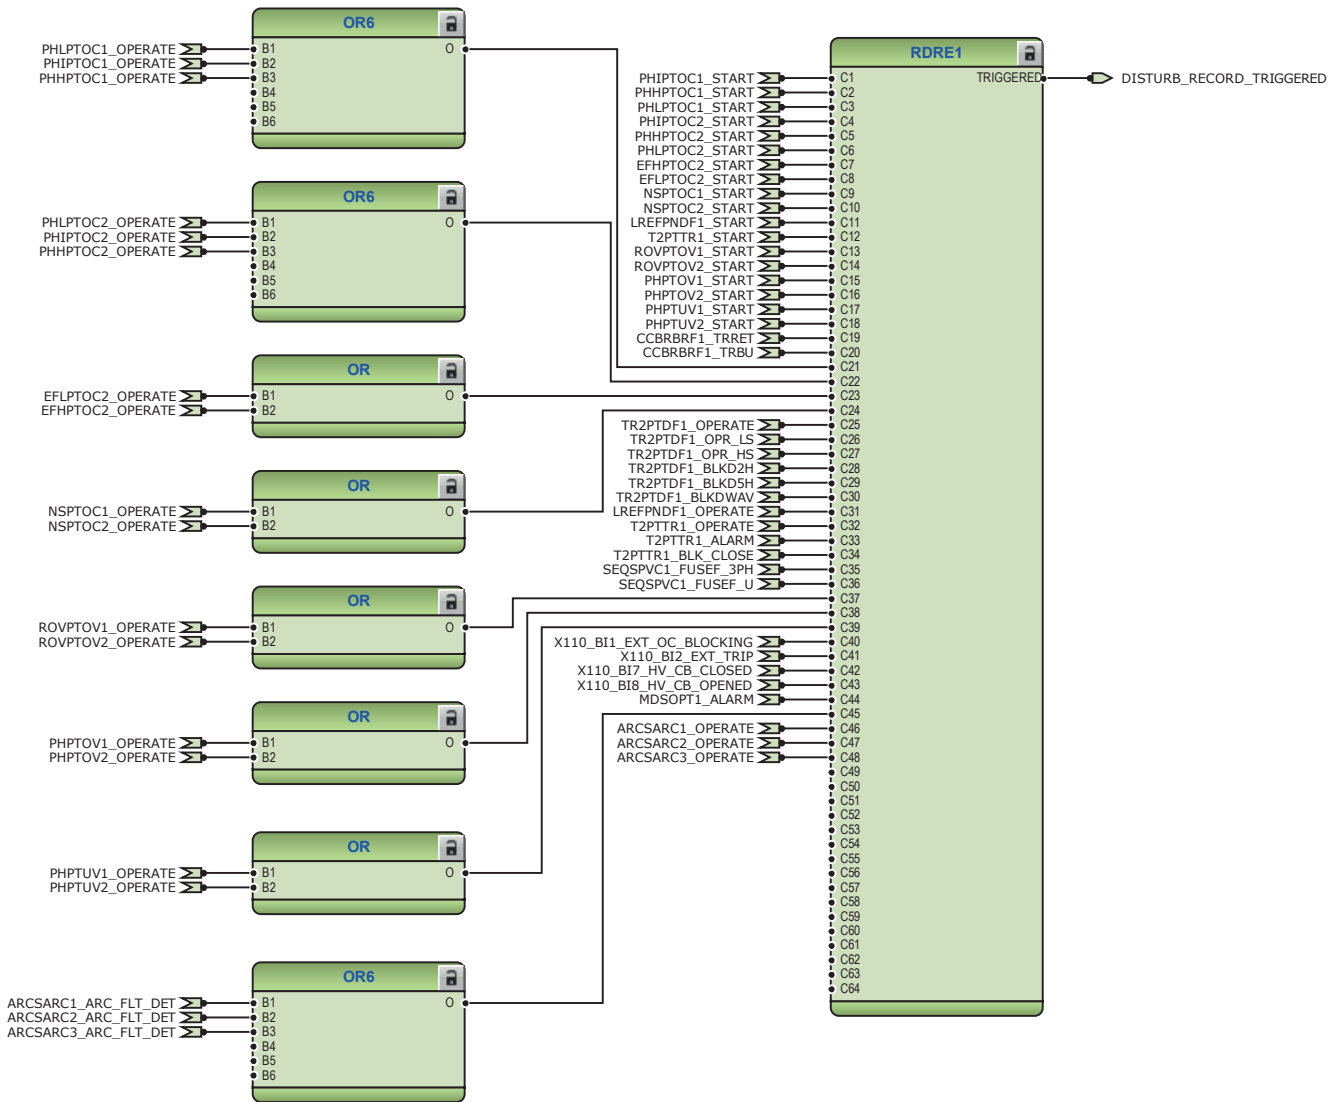 OR6
PHLPTOC1_OPERATE B1 O
PHIPTOC1_OPERATE B2
PHHPTOC1_OPERATE B3
B4
B5
B6
OR6
PHLPTOC2_OPERATE B1 O
PHIPTOC2_OPERATE B2
PHHPTOC2_OPERATE B3
B4
B5
B6
OR
EFLPTOC2_OPERATE B1 O
EFHPTOC2_OPERATE B2
OR
NSPTOC1_OPERATE B1 O
NSPTOC2_OPERATE B2
OR
ROVPTOV1_OPERATE B1 O
ROVPTOV2_OPERATE B2
OR
PHPTOV1_OPERATE B1 O
PHPTOV2_OPERATE B2
OR
PHPTUV1_OPERATE B1 O
PHPTUV2_OPERATE B2
OR6
ARCSARC1_ARC_FLT_DET B1 O
ARCSARC2_ARC_FLT_DET B2
ARCSARC3_ARC_FLT_DET B3
B4
B5
B6
RDRE1
PHIPTOC1_START C1 TRIGGERED DISTURB_RECORD_TRIGGERED
PHHPTOC1_START C2
PHLPTOC1_START C3
PHIPTOC2_START C4
PHHPTOC2_START C5
PHLPTOC2_START C6
EFHPTOC2_START C7
EFLPTOC2_START C8
NSPTOC1_START C9
NSPTOC2_START C10
LREFPNDF1_START C11
T2PTTR1_START C12
ROVPTOV1_START C13
ROVPTOV2_START C14
PHPTOV1_START C15
PHPTOV2_START C16
PHPTUV1_START C17
PHPTUV2_START C18
CCBRBRF1_TRRET C19
CCBRBRF1_TRBU C20
C21
C22
C23
C24
TR2PTDF1_OPERATE C25
TR2PTDF1_OPR_LS C26
TR2PTDF1_OPR_HS C27
TR2PTDF1_BLKD2H C28
TR2PTDF1_BLKD5H C29
TR2PTDF1_BLKDWAV C30
LREFPNDF1_OPERATE C31
T2PTTR1_OPERATE C32
T2PTTR1_ALARM C33
T2PTTR1_BLK_CLOSE C34
SEQSPVC1_FUSEF_3PH C35
SEQSPVC1_FUSEF_U C36
C37
C38
C39
X110_BI1_EXT_OC_BLOCKING C40
X110_BI2_EXT_TRIP C41
X110_BI7_HV_CB_CLOSED C42
X110_BI8_HV_CB_OPENED C43
MDSOPT1_ALARM C44
C45
ARCSARC1_OPERATE C46
ARCSARC2_OPERATE C47
ARCSARC3_OPERATE C48
C49
C50
C51
C52
C53
C54
C55
C56
C57
C58
C59
C60
C61
C62
C63
C64